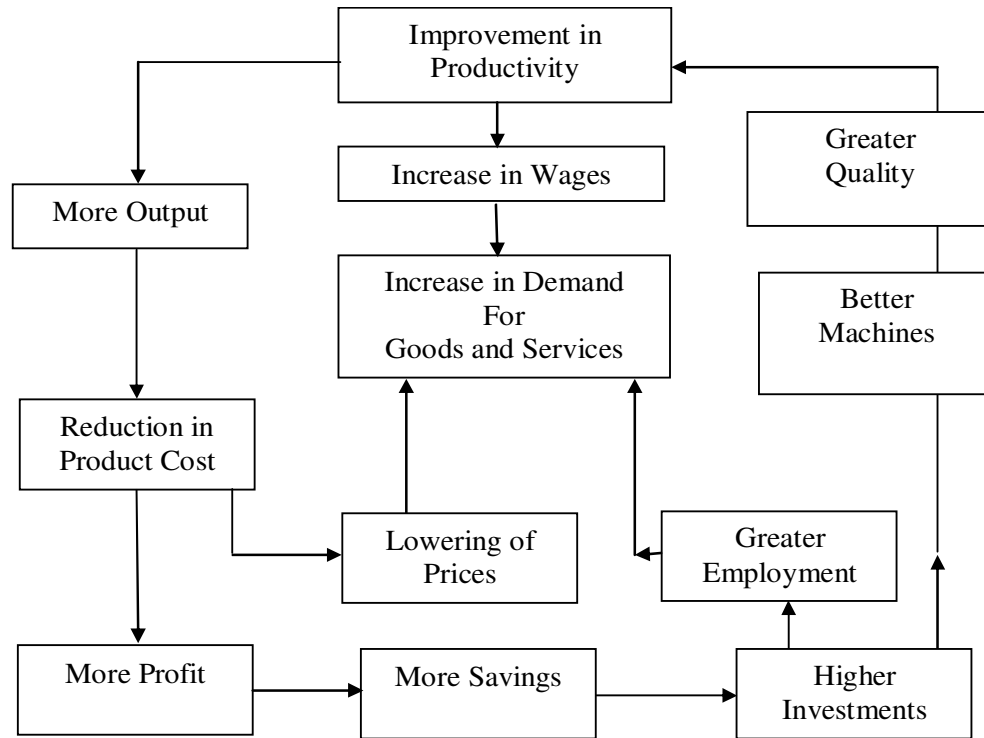 Improvement in
Productivity
Greater
Quality
Increase in Wages
More Output
Increase in Demand
For
Goods and Services
Better
Machines
Reduction in
Product Cost
Lowering of
Prices
Greater
Employment
More Profit
More Savings
Higher
Investments